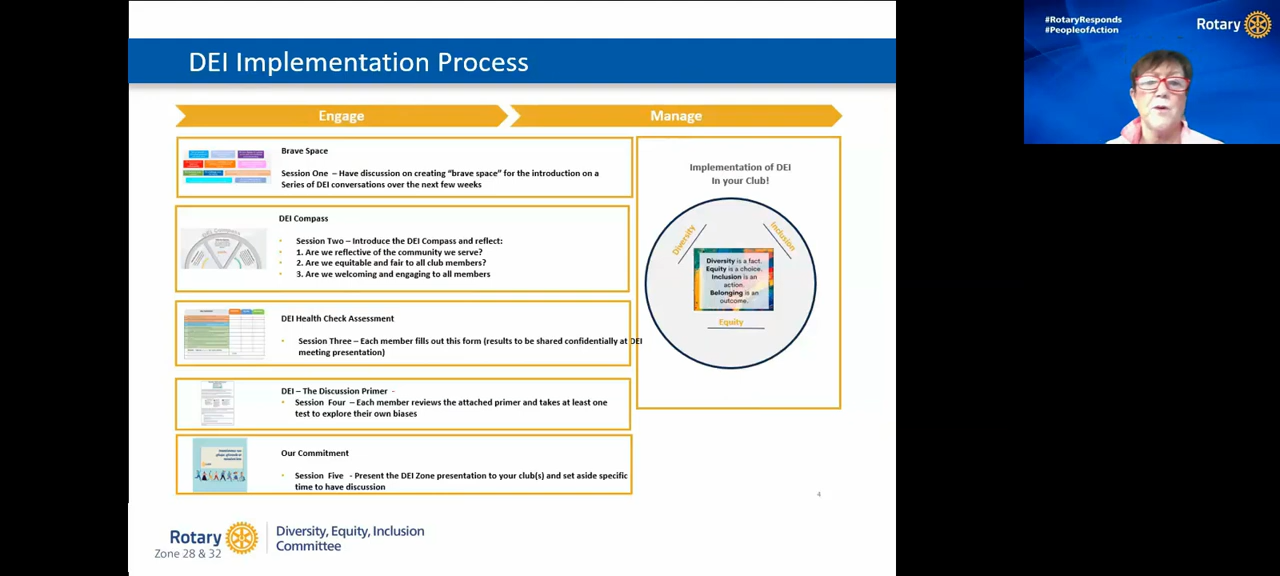 DEI Implementation Process
Engage
Manage
Brave Space
Session One – Have discussion on creating “brave space” for the introduction on a
Series of DEI conversations over the next few weeks
DEI Compass
• Session Two – Introduce the DEI Compass and reflect:
• 1. Are we reflective of the community we serve?
• 2. Are we equitable and fair to all club members?
• 3. Are we welcoming and engaging to all members
DEI Health Check Assessment
• Session Three – Each member fills out this form (results to be shared confidentially at DEI
meeting presentation)
DEI – The Discussion Primer -
• Session Four – Each member reviews the attached primer and takes at least one
test to explore their own biases
Our Commitment
• Session Five - Present the DEI Zone presentation to your club(s) and set aside specific
time to have discussion
Implementation of DEI
In your Club!
Diversity
Inclusion
Diversity is a fact.
Equity is a choice.
Inclusion is an
action.
Belonging is an
outcome.
Equity
4
Rotary
Zone 28 & 32
Diversity, Equity, Inclusion
Committee
#RotaryResponds
#PeopleofAction
Rotary